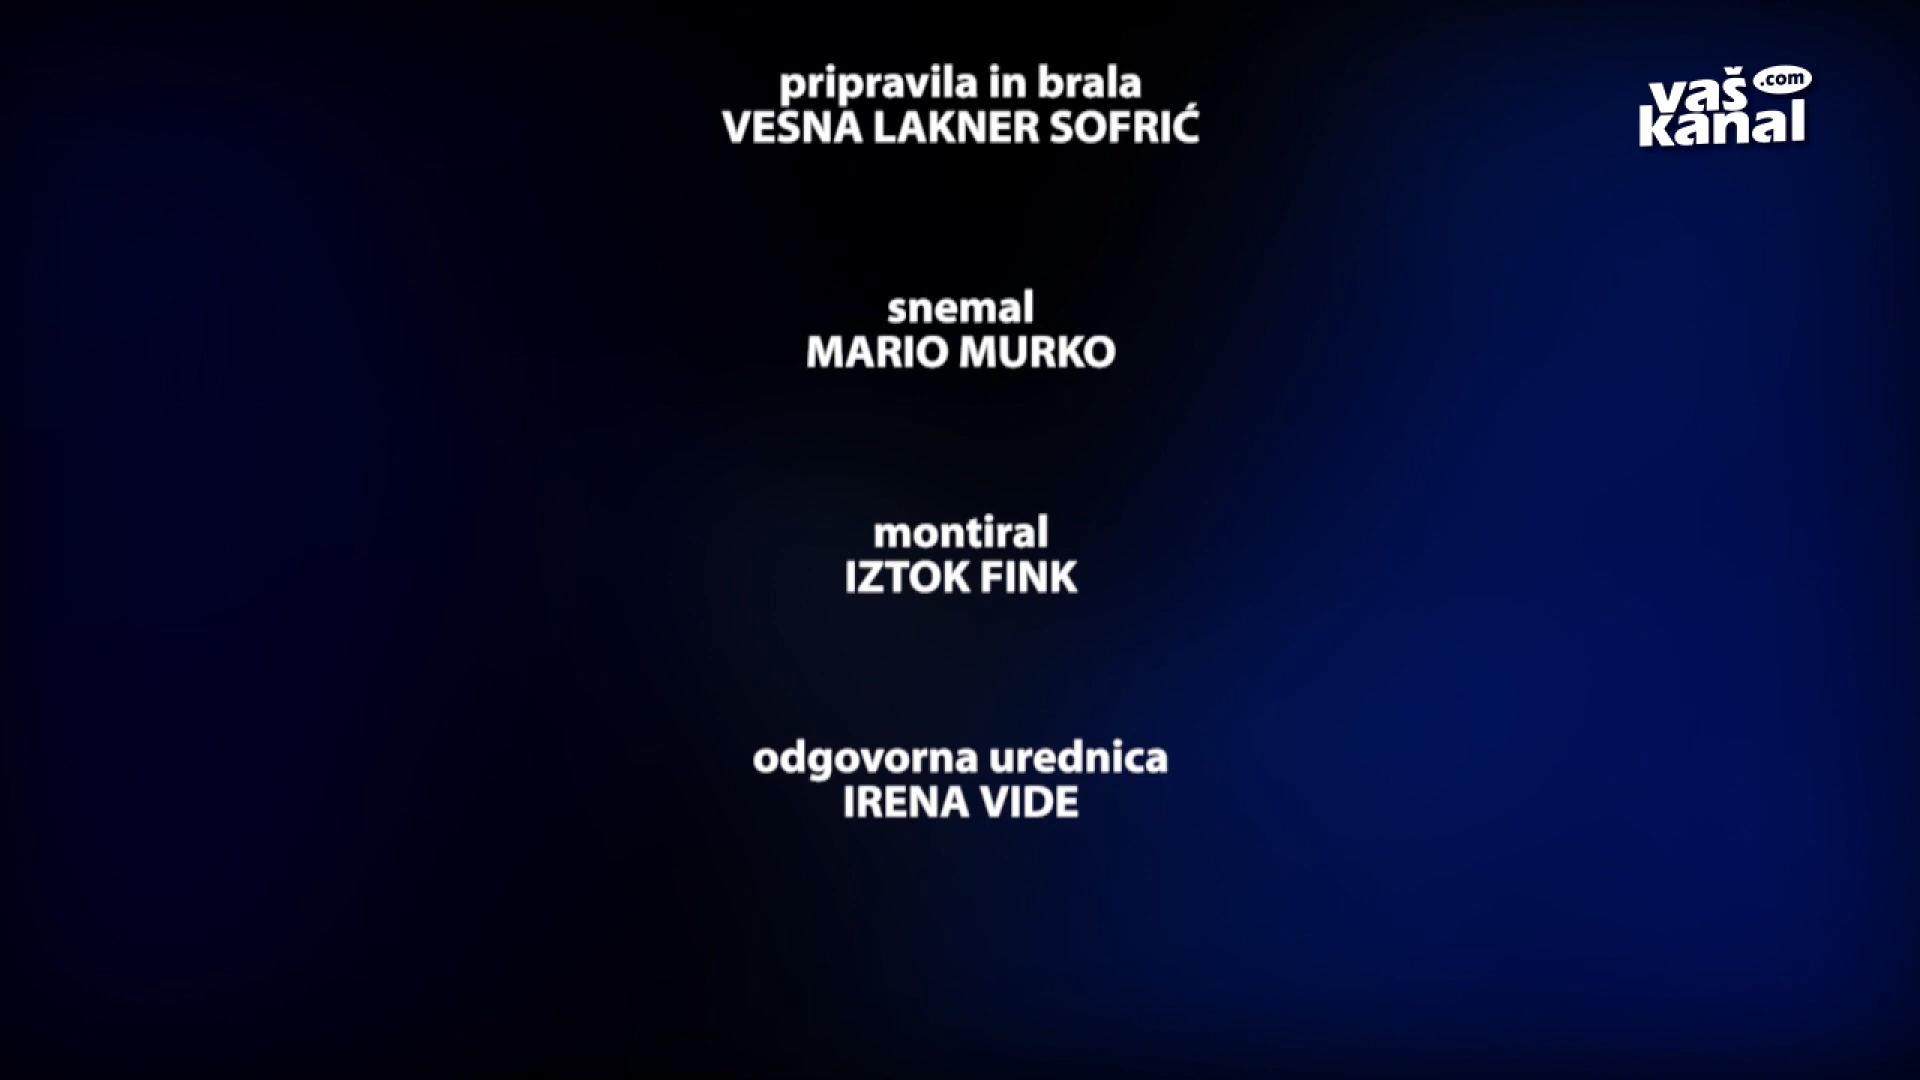 pripravila in brala
VESNA LAKNER SOFRIĆ
vaš .com
kanal
snemal
MARIO MURKO
montiral
IZTOK FINK
odgovorna urednica
IRENA VIDE